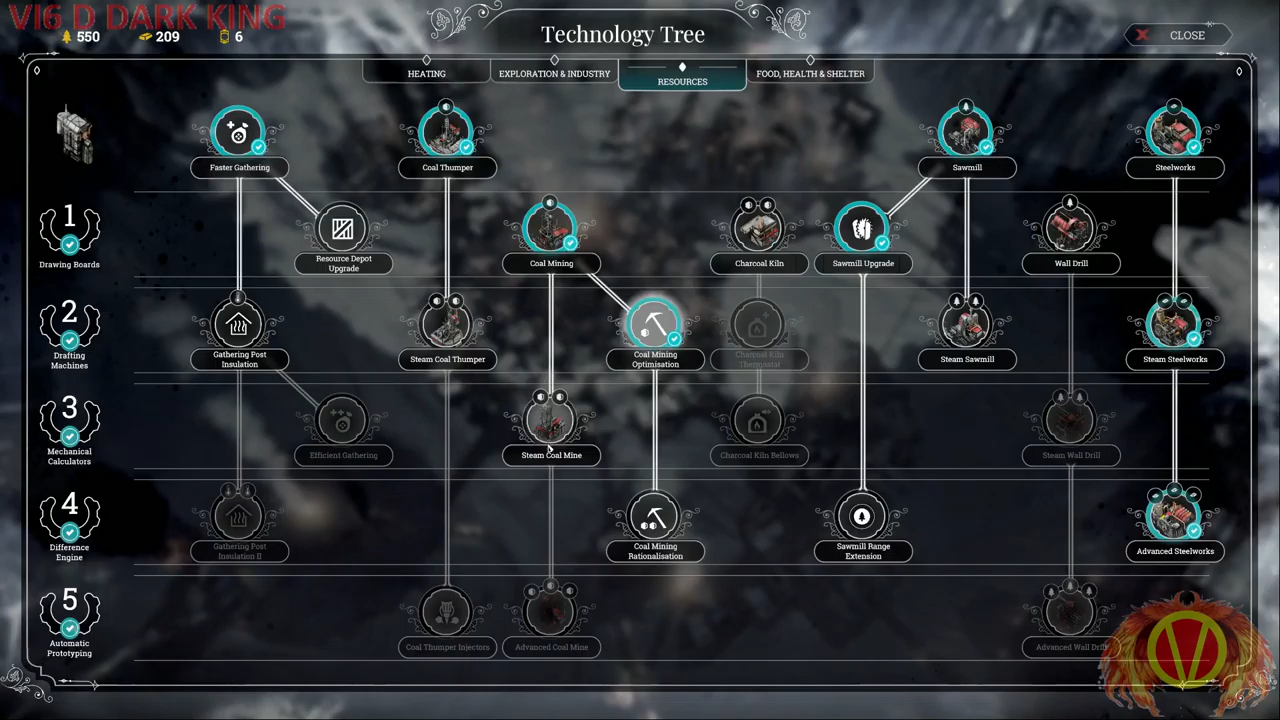 VI6 D DARK KING
550 209 6
Technology Tree
CLOSE
HEATING
EXPLORATION & INDUSTRY
RESOURCES
FOOD, HEALTH & SHELTER
Faster Gathering
Coal Thumper
Sawmill
Steelworks
1
Drawing Boards
Resource Depot
Upgrade
Coal Mining
Charcoal Kiln
Sawmill Upgrade
Wall Drill
2
Drafting
Machines
Gathering Post
Insulation
Steam Coal Thumper
Coal Mining
Optimisation
Charcoal Kiln
Thermostat
Steam Sawmill
Steam Steelworks
3
Mechanical
Calculators
Efficient Gathering
Steam Coal Mine
Charcoal Kiln Bellows
Steam Wall Drill
4
Difference
Engine
Gathering Post
Insulation II
Coal Mining
Rationalisation
Sawmill Range
Extension
Advanced Steelworks
5
Automatic
Prototyping
Coal Thumper Injectors
Advanced Coal Mine
Advanced Wall Drill
V